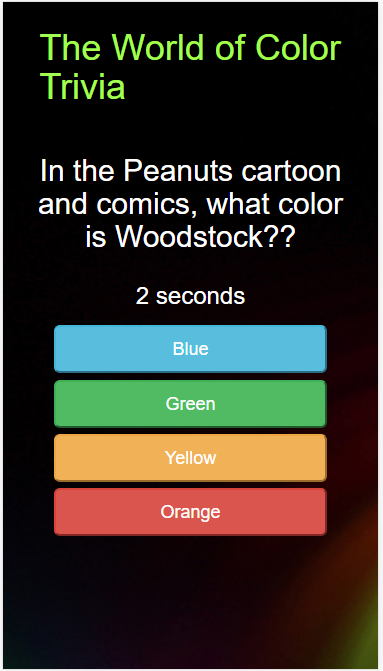 The World of Color
Trivia
In the Peanuts cartoon
and comics, what color
is Woodstock??
2 seconds
Blue
Green
Yellow
Orange